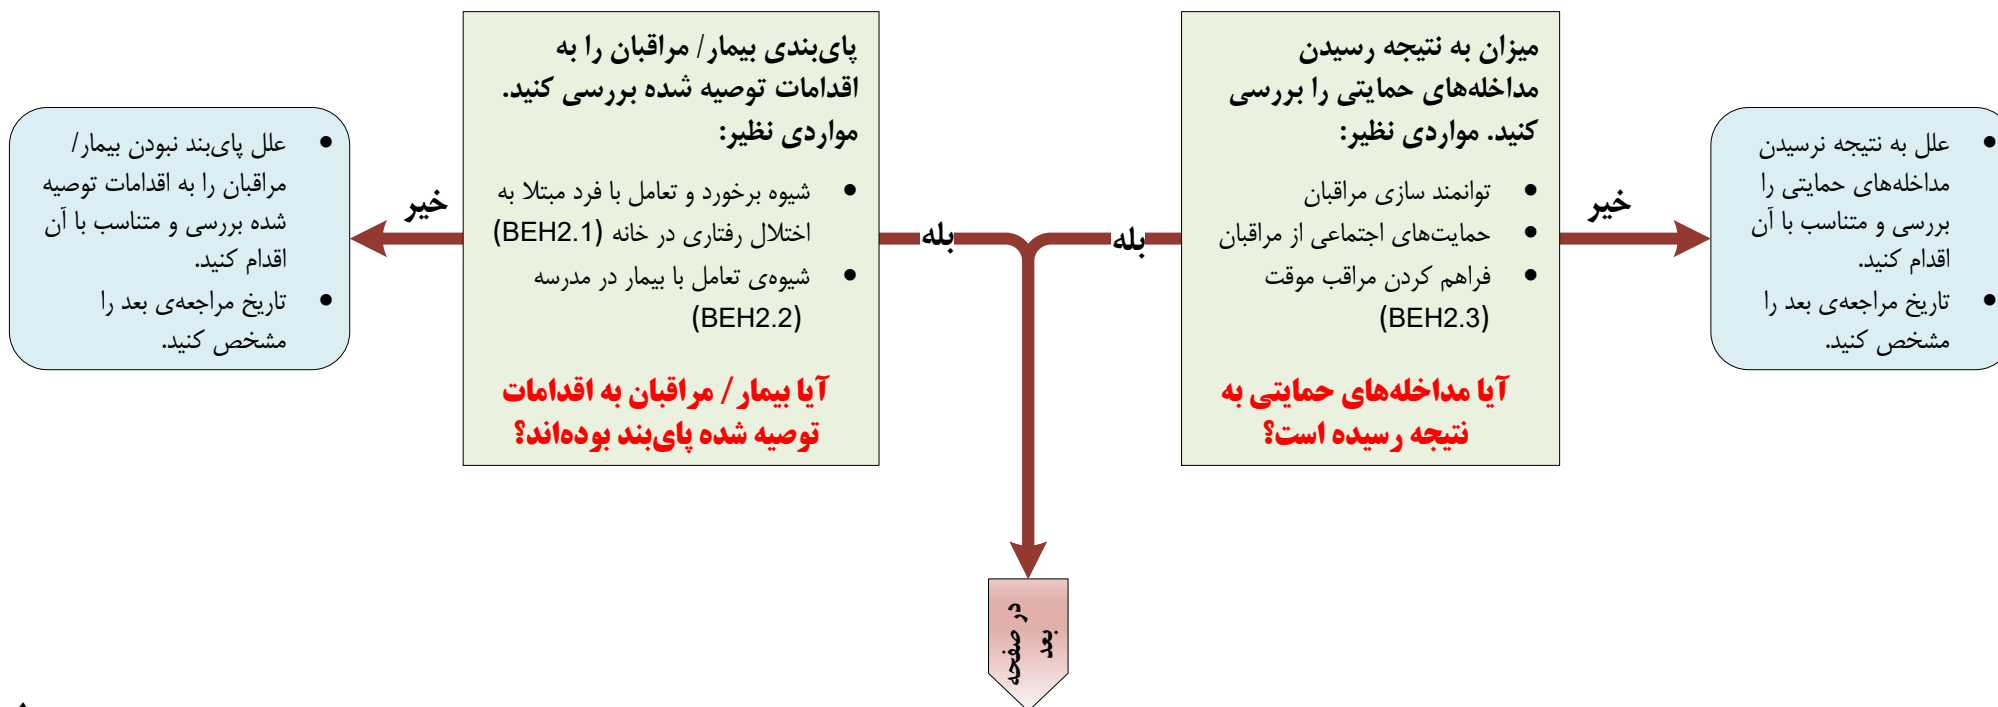 میزان به نتیجه رسیدن
مداخله‌های حمایتی را بررسی
کنید. مواردی نظیر:
• توانمند سازی مراقبان
• حمایت‌های اجتماعی از مراقبان
• فراهم کردن مراقب موقت
(BEH2.3)
آیا مداخله‌های حمایتی به
نتیجه رسیده است؟
خیر
• علل به نتیجه نرسیدن
مداخله‌های حمایتی را
بررسی و متناسب با آن
اقدام کنید.
• تاریخ مراجعه‌ی بعد را
مشخص کنید.
بله
پای‌بندی بیمار/ مراقبان را به
اقدامات توصیه شده بررسی کنید.
مواردی نظیر:
• شیوه برخورد و تعامل با فرد مبتلا به
اختلال رفتاری در خانه (BEH2.1)
• شیوه‌ی تعامل با بیمار در مدرسه
(BEH2.2)
آیا بیمار / مراقبان به اقدامات
توصیه شده پای‌بند بوده‌اند؟
بله
خیر
• علل پای‌بند نبودن بیمار/
مراقبان را به اقدامات توصیه
شده بررسی و متناسب با آن
اقدام کنید.
• تاریخ مراجعه‌ی بعد را
مشخص کنید.
در صفحه
بعد